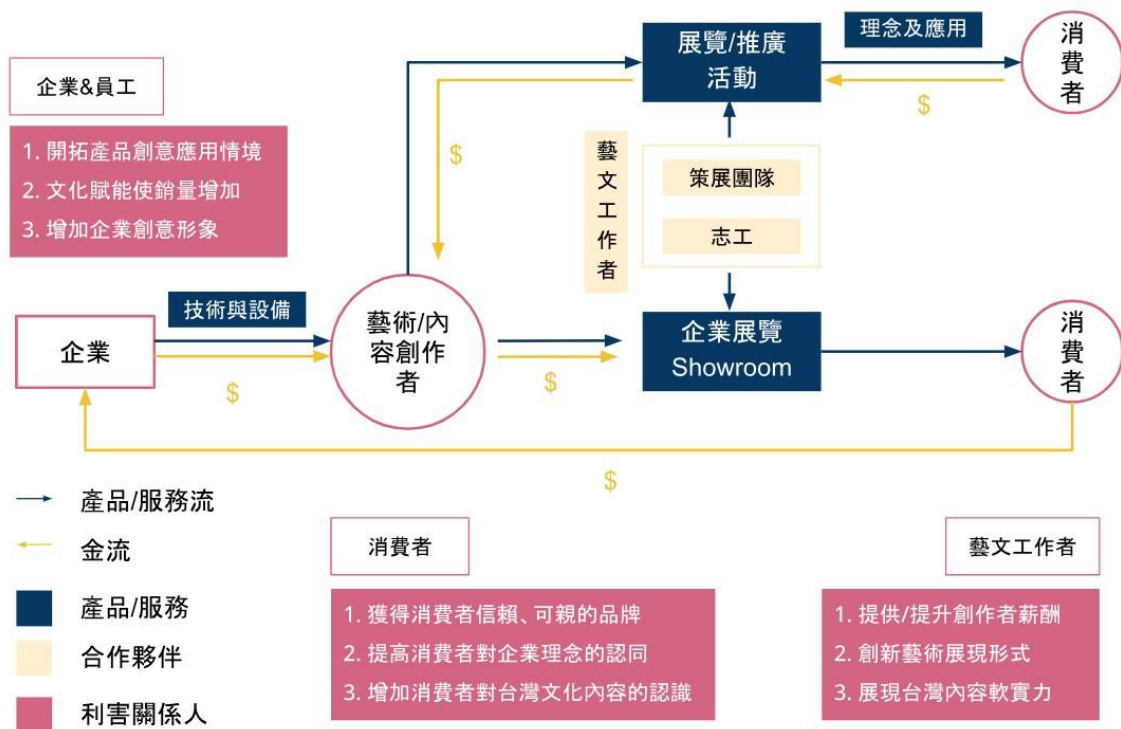 展覽/推廣
活動
理念及應用
消
費
者
$
企業&員工
1. 開拓產品創意應用情境
2. 文化賦能使銷量增加
3. 增加企業創意形象
$
藝
文
工
作
者
策展團隊
志工
企業
技術與設備
$
藝術/內
容創作
者
$
企業展覽
Showroom
消
費
者
$
產品/服務流
金流
產品/服務
合作夥伴
利害關係人
消費者
1. 獲得消費者信賴、可親的品牌
2. 提高消費者對企業理念的認同
3. 增加消費者對台灣文化內容的認識
藝文工作者
1. 提供/提升創作者薪酬
2. 創新藝術展現形式
3. 展現台灣內容軟實力